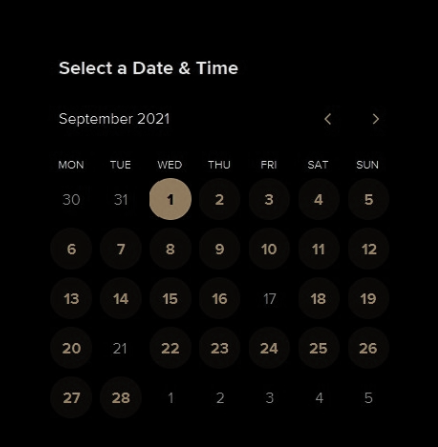 Select a Date & Time
September 2021
MON TUE WED THU FRI SAT SUN
30 31 1 2 3 4 5
6 7 8 9 10 11 12
13 14 15 16 17 18 19
20 21 22 23 24 25 26
27 28 1 2 3 4 5